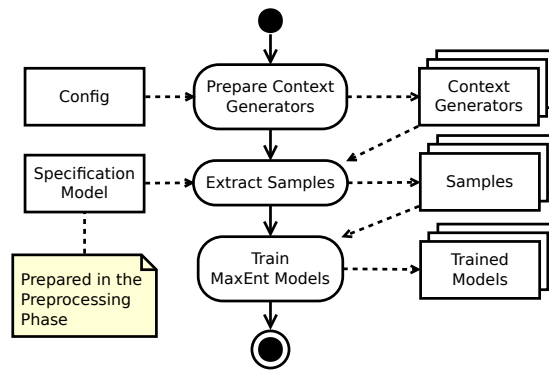 Config
Prepare Context
Generators
Context
Generators
Specification
Model
Extract Samples
Samples
Train
MaxEnt Models
Trained
Models
Prepared in the
Preprocessing
Phase